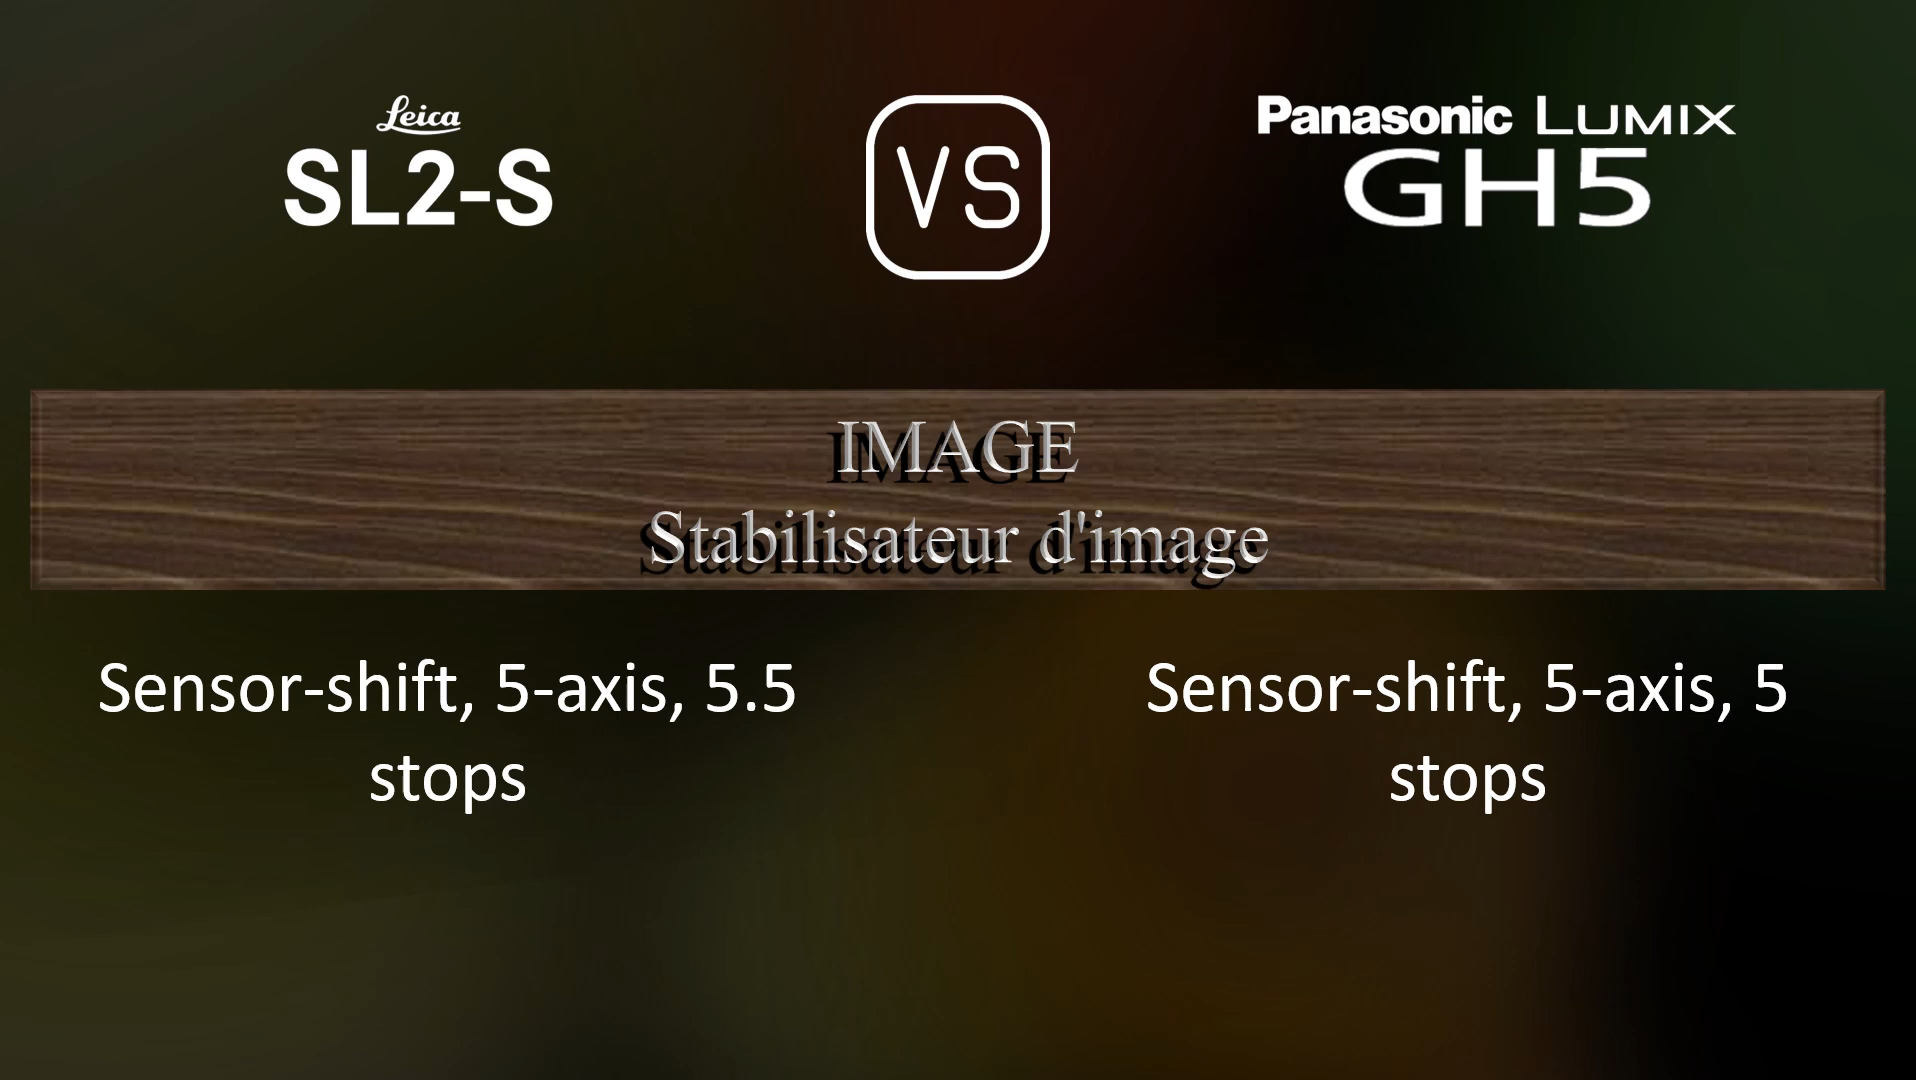 Leica
SL2-S
VS
Panasonic LUMIX
GH5
IMAGE
Stabilisateur d'image
Sensor-shift, 5-axis, 5.5
stops
Sensor-shift, 5-axis, 5
stops